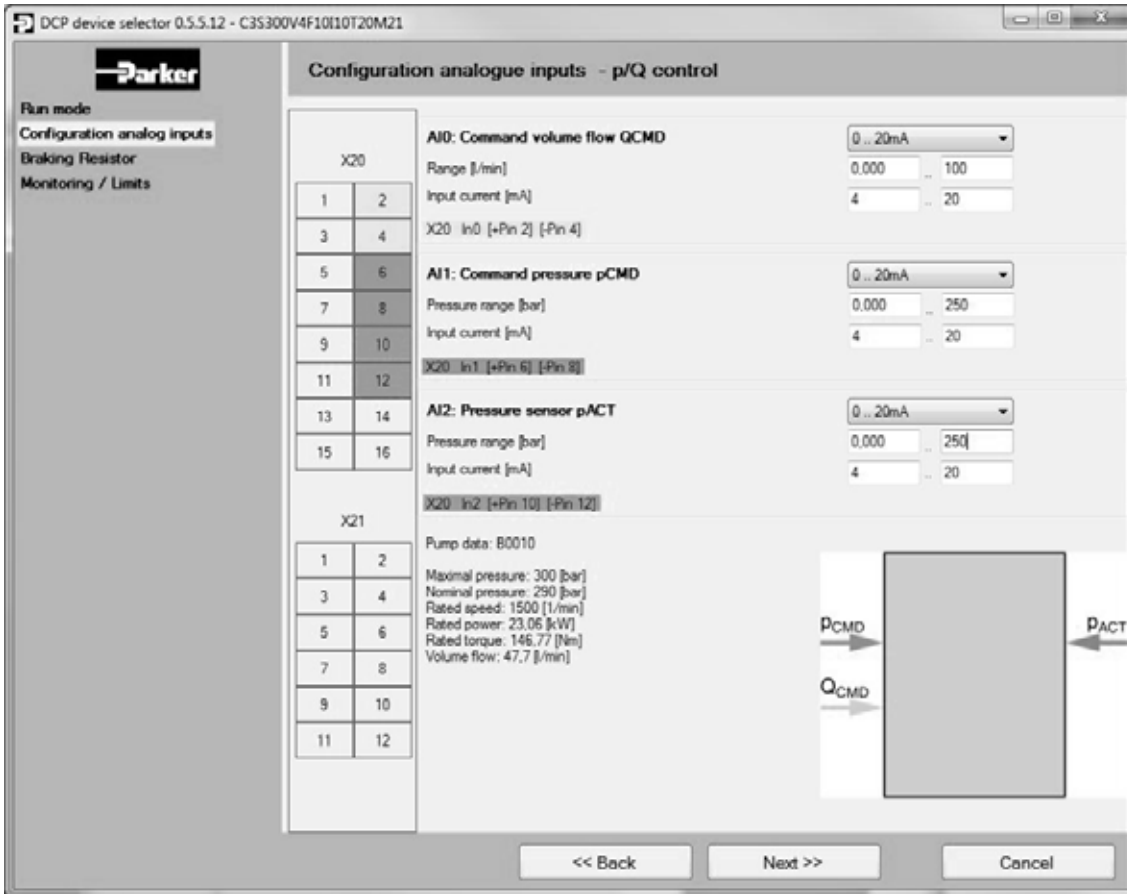 DCP device selector 0.5.5.12 - C3S300V4F10I10T20M21
Parker
Run mode
Configuration analog inputs
Braking Resistor
Monitoring / Limits
Configuration analogue inputs - p/Q control
X20
1 2
3 4
5 6
7 8
9 10
11 12
13 14
15 16
X21
1 2
3 4
5 6
7 8
9 10
11 12
AI0: Command volume flow QCMD
0 .. 20mA
Range [l/min]
0,000 .. 100
Input current [mA]
4 .. 20
X20 In0 [+Pin 2] [-Pin 4]
AI1: Command pressure pCMD
0 .. 20mA
Pressure range [bar]
0,000 .. 250
Input current [mA]
4 .. 20
X20 In1 [+Pin 6] [-Pin 8]
AI2: Pressure sensor pACT
0 .. 20mA
Pressure range [bar]
0,000 .. 250
Input current [mA]
4 .. 20
X20 In2 [+Pin 10] [-Pin 12]
Pump data: B0010
Maximal pressure: 300 [bar]
Nominal pressure: 290 [bar]
Rated speed: 1500 [1/min]
Rated power: 23,06 [kW]
Rated torque: 146,77 [Nm]
Volume flow: 47,7 [l/min]
pCMD
pACT
QCMD
<< Back
Next >>
Cancel